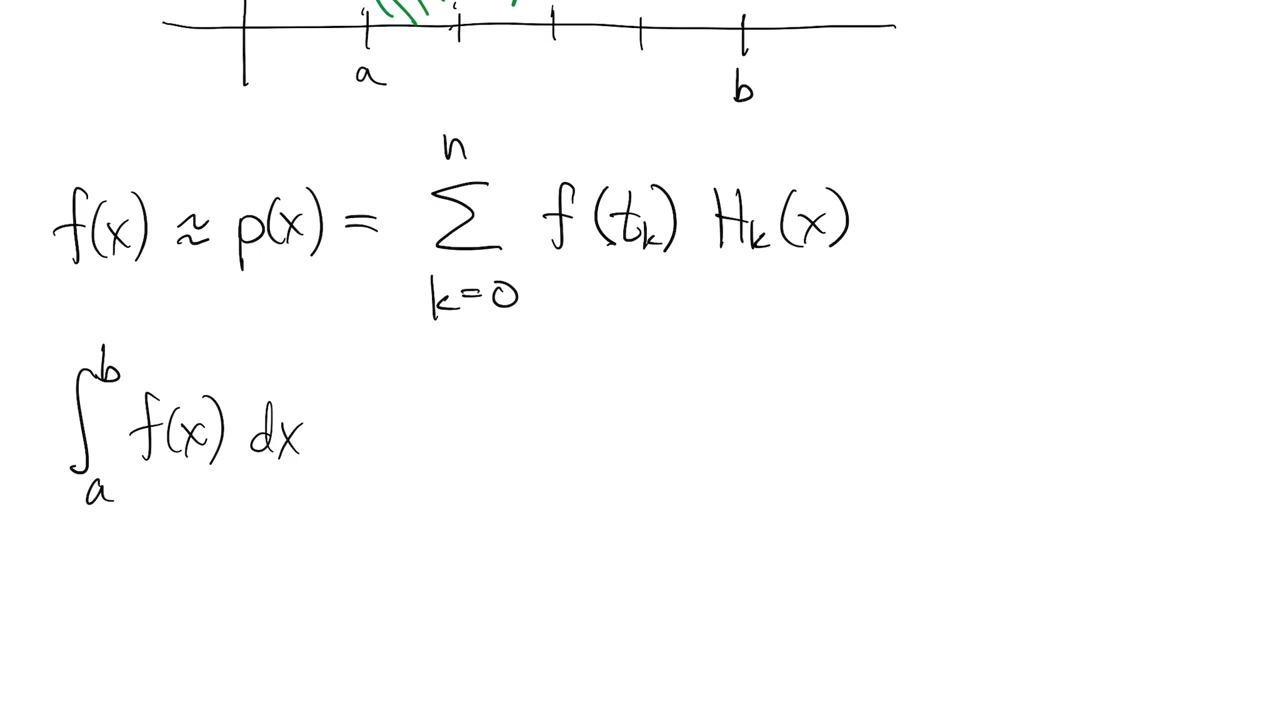 a b
f(x) ≈ p(x) = ∑_{k=0}^{n} f(t_k) H_k(x)
∫_a^b f(x) dx